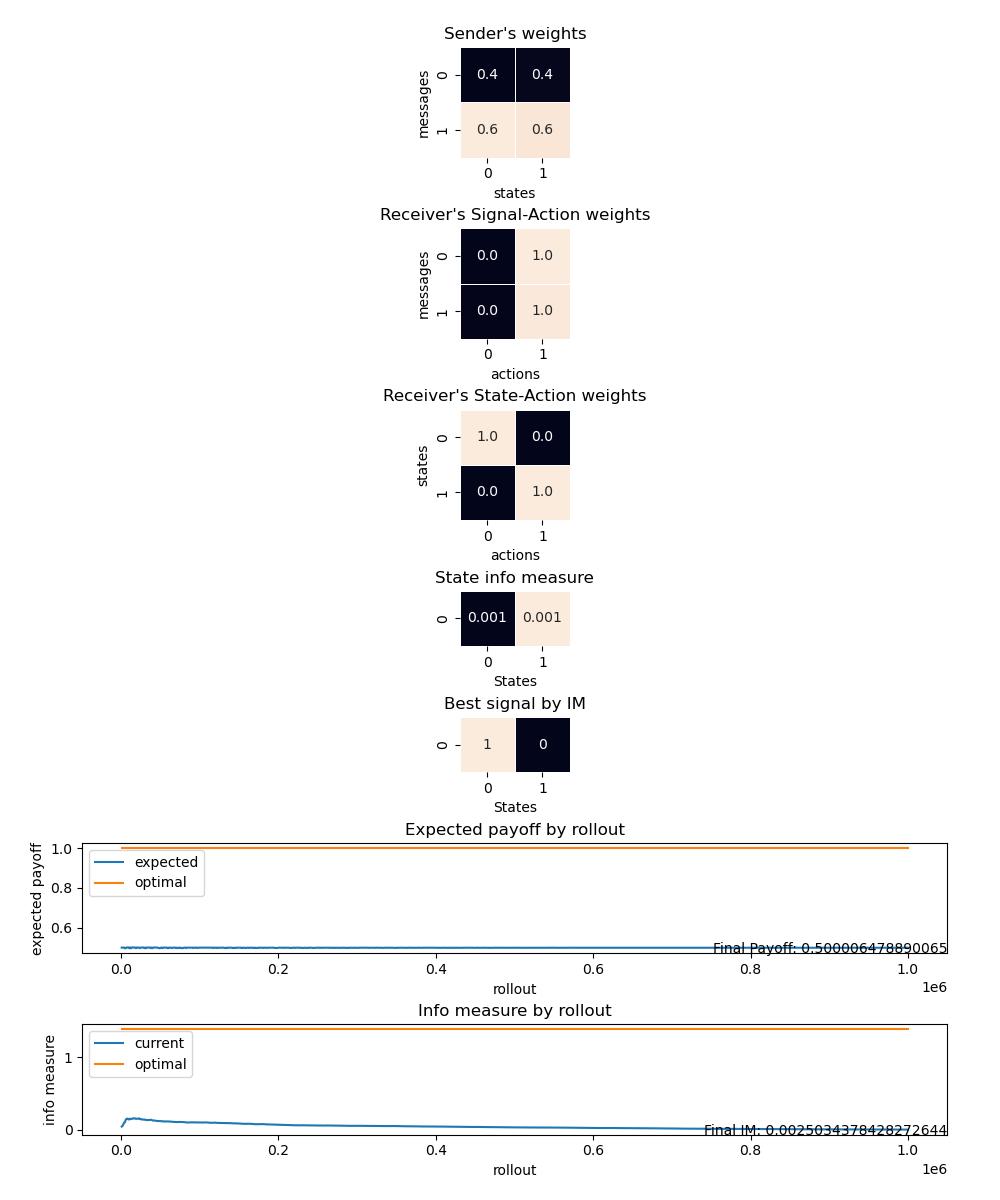 Sender's weights
messages
0
0.4 0.4
1
0.6 0.6
0 1
states
Receiver's Signal-Action weights
messages
0
0.0 1.0
1
0.0 1.0
0 1
actions
Receiver's State-Action weights
states
0
1.0 0.0
1
0.0 1.0
0 1
actions
State info measure
0
0.001 0.001
0 1
States
Best signal by IM
0
1 0
0 1
States
Expected payoff by rollout
expected payoff
1.0
0.8
0.6
expected
optimal
Final Payoff: 0.500006478890065
0.0 0.2 0.4 0.6 0.8 1.0
1e6
rollout
Info measure by rollout
info measure
1
0
current
optimal
Final IM: 0.0025034378428272644
0.0 0.2 0.4 0.6 0.8 1.0
1e6
rollout